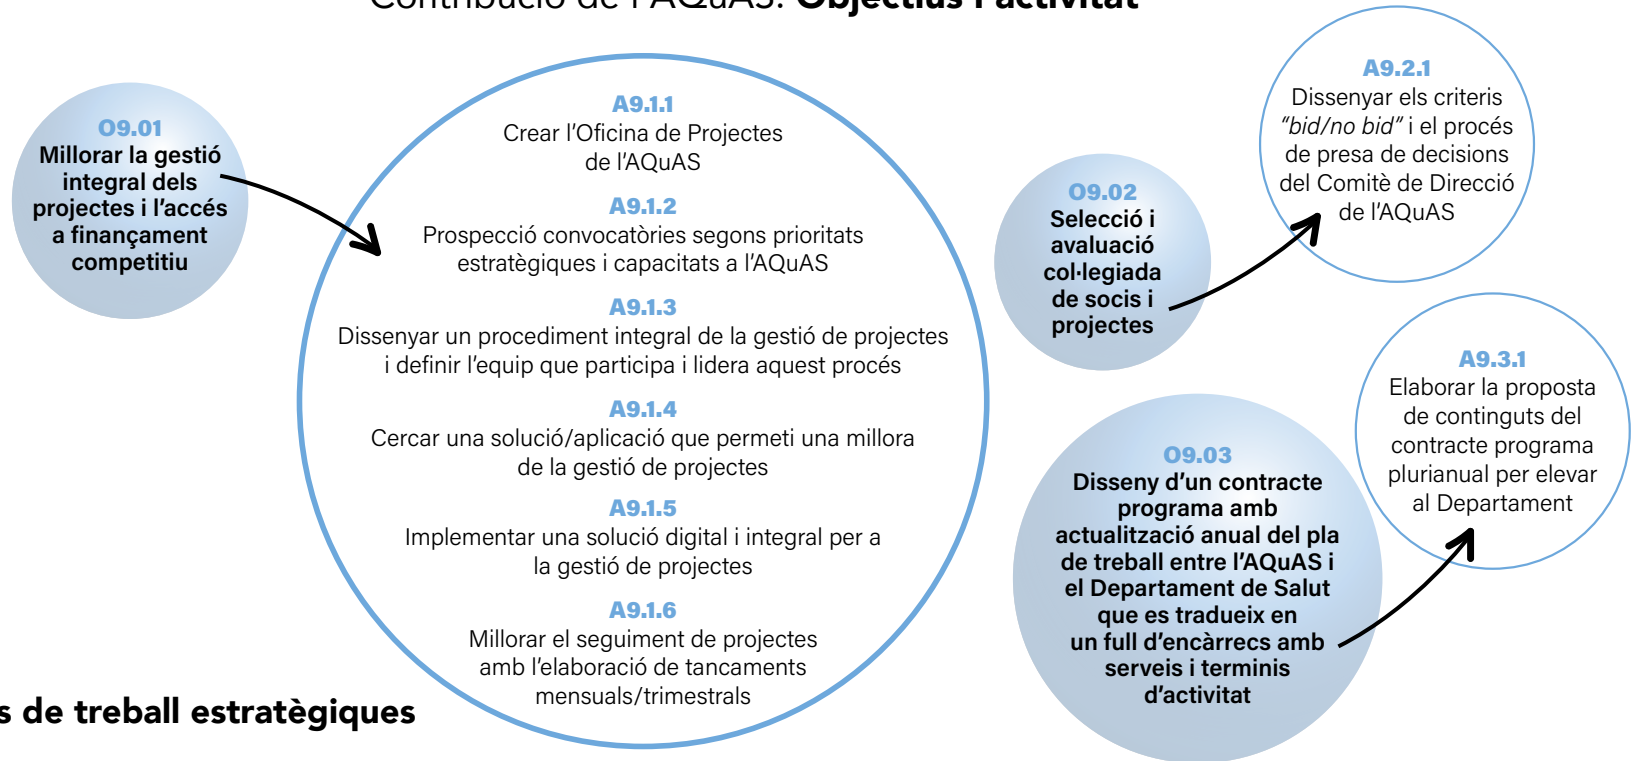 Contribució de l'AQuAS. Objectius i activitat
O9.01
Millorar la gestió
integral dels
projectes i l'accés
a finançament
competitiu
A9.1.1
Crear l'Oficina de Projectes
de l'AQuAS
A9.1.2
Prospecció convocatòries segons prioritats
estratègiques i capacitats a l'AQuAS
A9.1.3
Dissenyar un procediment integral de la gestió de projectes
i definir l'equip que participa i lidera aquest procés
A9.1.4
Cercar una solució/aplicació que permeti una millora
de la gestió de projectes
A9.1.5
Implementar una solució digital i integral per a
la gestió de projectes
A9.1.6
Millorar el seguiment de projectes
amb l'elaboració de tancaments
mensuals/trimestrals
O9.02
Selecció i
avaluació
col·legiada
de socis i
projectes
A9.2.1
Dissenyar els criteris
"bid/no bid" i el procés
de presa de decisions
del Comitè de Direcció
de l'AQuAS
O9.03
Disseny d'un contracte
programa amb
actualització anual del pla
de treball entre l'AQuAS i
el Departament de Salut
que es tradueix en
un full d'encàrrecs amb
serveis i terminis
d'activitat
A9.3.1
Elaborar la proposta
de continguts del
contracte programa
plurianual per elevar
al Departament
s de treball estratègiques